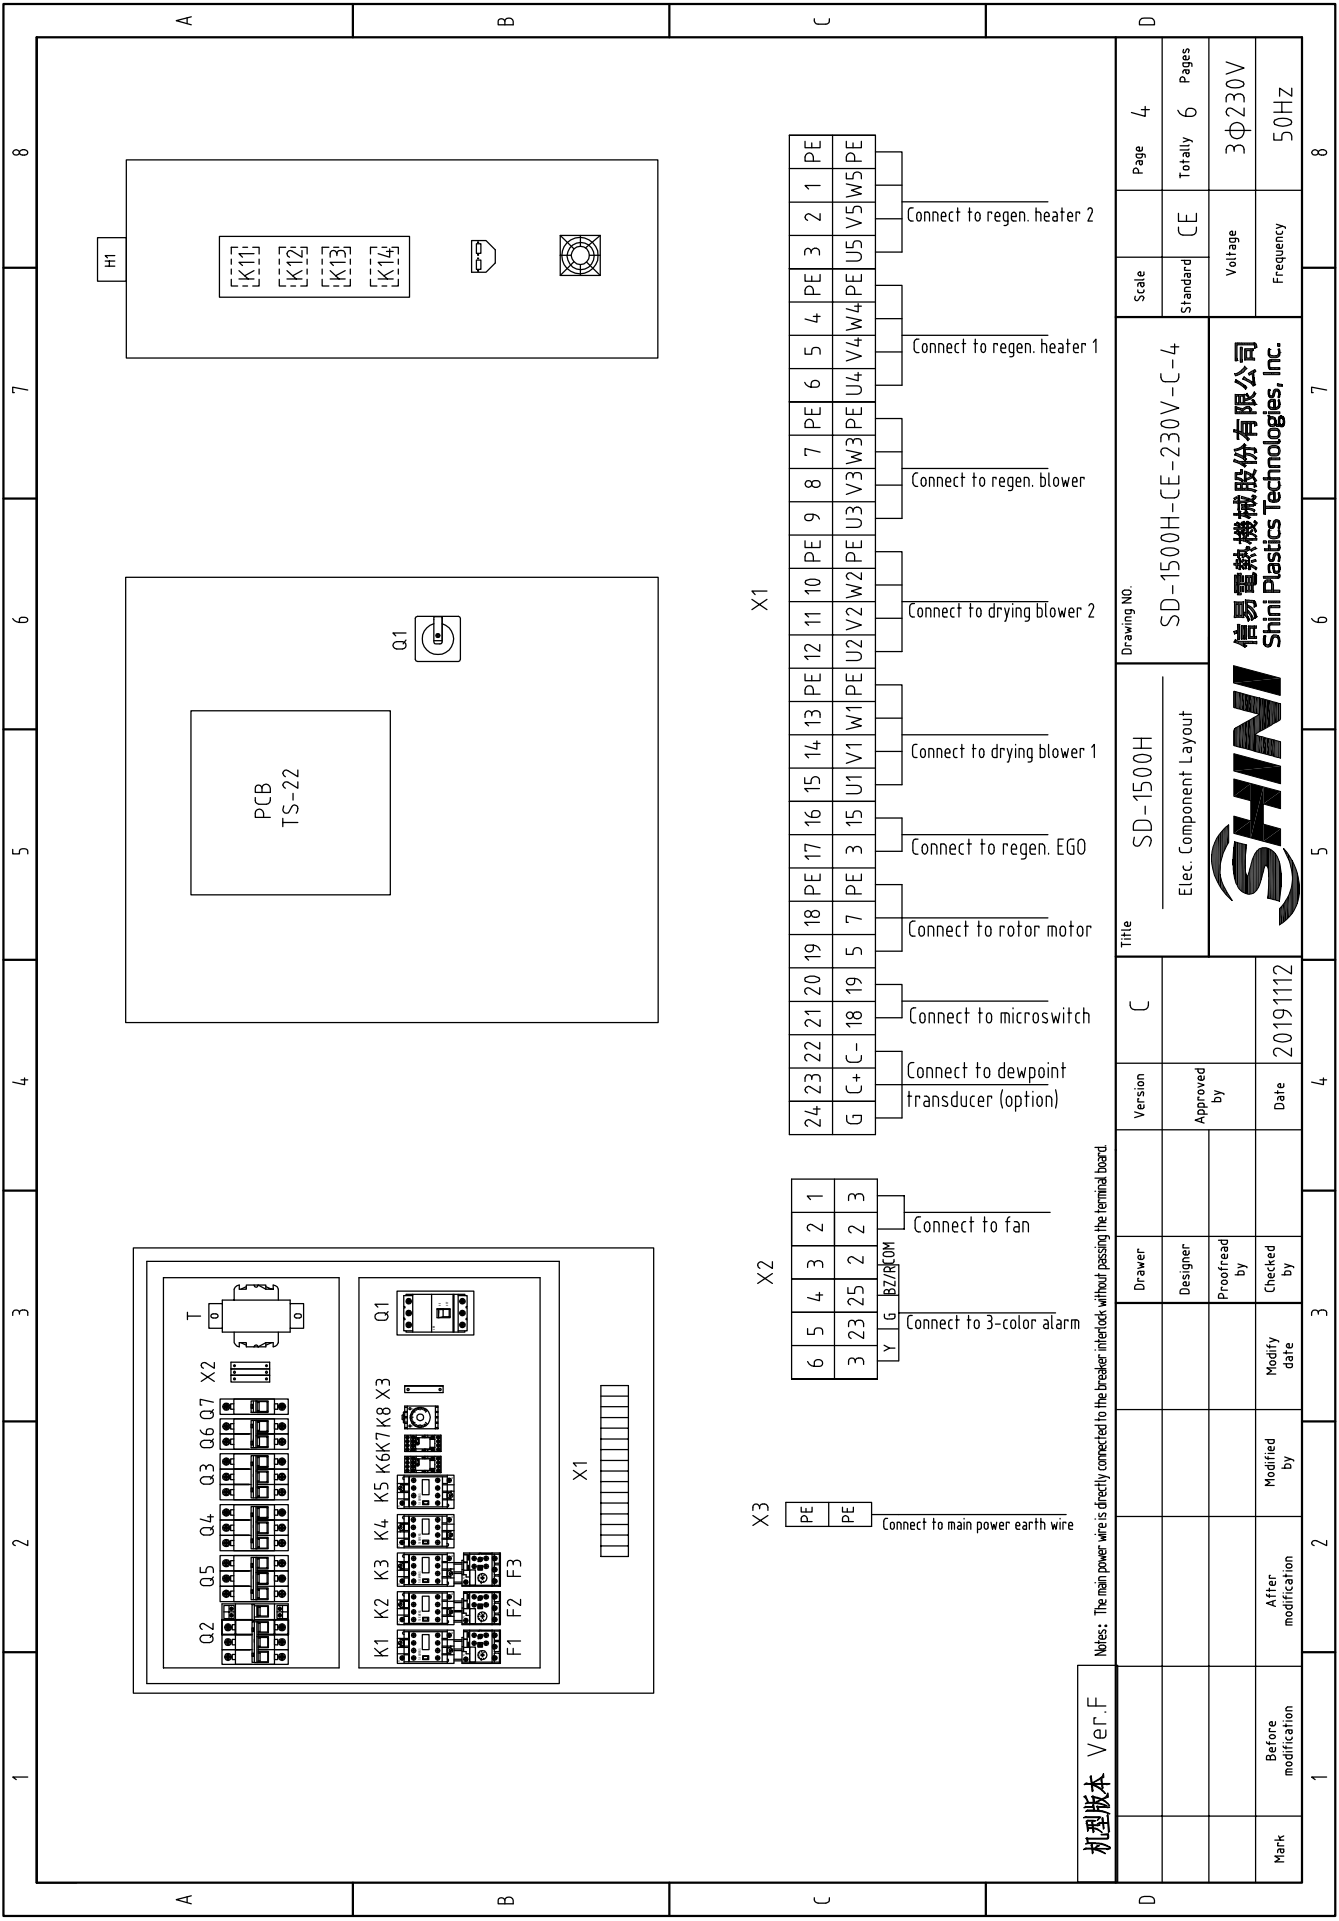 1 2 3 4 5 6 7 8
A
B
C
D
T
X2
Q2 Q5 Q4 Q3 Q6 Q7
Q1
K1 K2 K3 K4 K5 K6 K7 K8 X3
F1 F2 F3
X1
PCB
TS-22
Q1
H1
K11
K12
K13
K14
X3
PE
PE
Connect to main power earth wire
X2
6 5 4 3 2 1
3 23 25 2 2 3
Y G BZ/R COM
Connect to 3-color alarm
Connect to fan
X1
24 23 22 21 20 19 18 PE 17 16 15 14 13 PE 12 11 10 PE 9 8 7 PE 6 5 4 PE 3 2 1 PE
G C+ C- 18 19 5 7 PE 3 15 U1 V1 W1 PE U2 V2 W2 PE U3 V3 W3 PE U4 V4 W4 PE U5 V5 W5 PE
Connect to dewpoint
transducer (option)
Connect to microswitch
Connect to rotor motor
Connect to regen. EGO
Connect to drying blower 1
Connect to drying blower 2
Connect to regen. blower
Connect to regen. heater 1
Connect to regen. heater 2
Notes: The main power wire is directly connected to the breaker interlock without passing the terminal board.
机型版本 Ver.F
Mark
Before
modification
After
modification
Modified
by
Modify
date
Drawer
Designer
Proofread
by
Checked
by
Version
C
Approved
by
Date
20191112
Title
SD-1500H
Elec. Component Layout
Drawing NO.
SD-1500H-CE-230V-C-4
Scale
Page 4
Standard CE
Totally 6 Pages
Voltage
3Φ230V
Frequency
50HZ
SHINI
信易電熱機械股份有限公司
Shini Plastics Technologies, Inc.
A
B
C
D
1 2 3 4 5 6 7 8